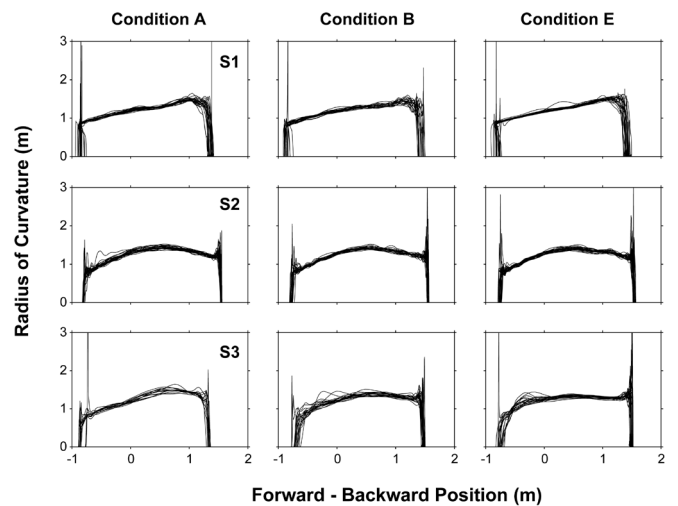 Condition A Condition B Condition E
Radius of Curvature (m)
3
2
1
0
S1
3
2
1
0
S2
3
2
1
0
S3
-1 0 1 2 -1 0 1 2 -1 0 1 2
Forward - Backward Position (m)